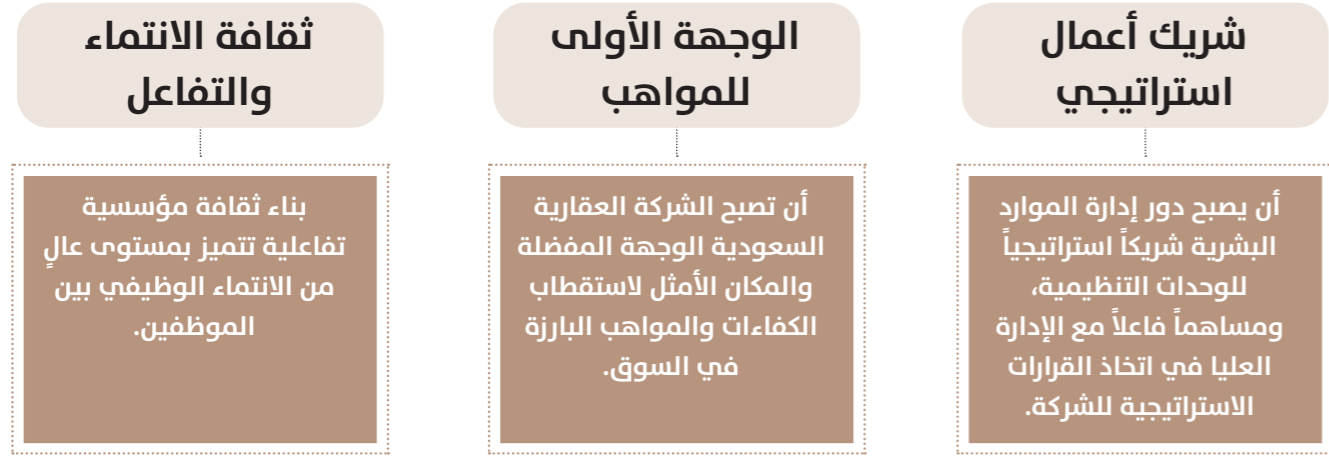 شريك أعمال
استراتيجي
أن يصبح دور إدارة الموارد
البشرية شريكاً استراتيجياً
للوحدات التنظيمية،
ومساهماً فاعلاً مع الإدارة
العليا في اتخاذ القرارات
الاستراتيجية للشركة.
الوجهة الأولى
للمواهب
أن تصبح الشركة العقارية
السعودية الوجهة المفضلة
والمكان الأمثل لاستقطاب
الكفاءات والمواهب البارزة
في السوق.
ثقافة الانتماء
والتفاعل
بناء ثقافة مؤسسية
تفاعلية تتميز بمستوى عالٍ
من الانتماء الوظيفي بين
الموظفين.